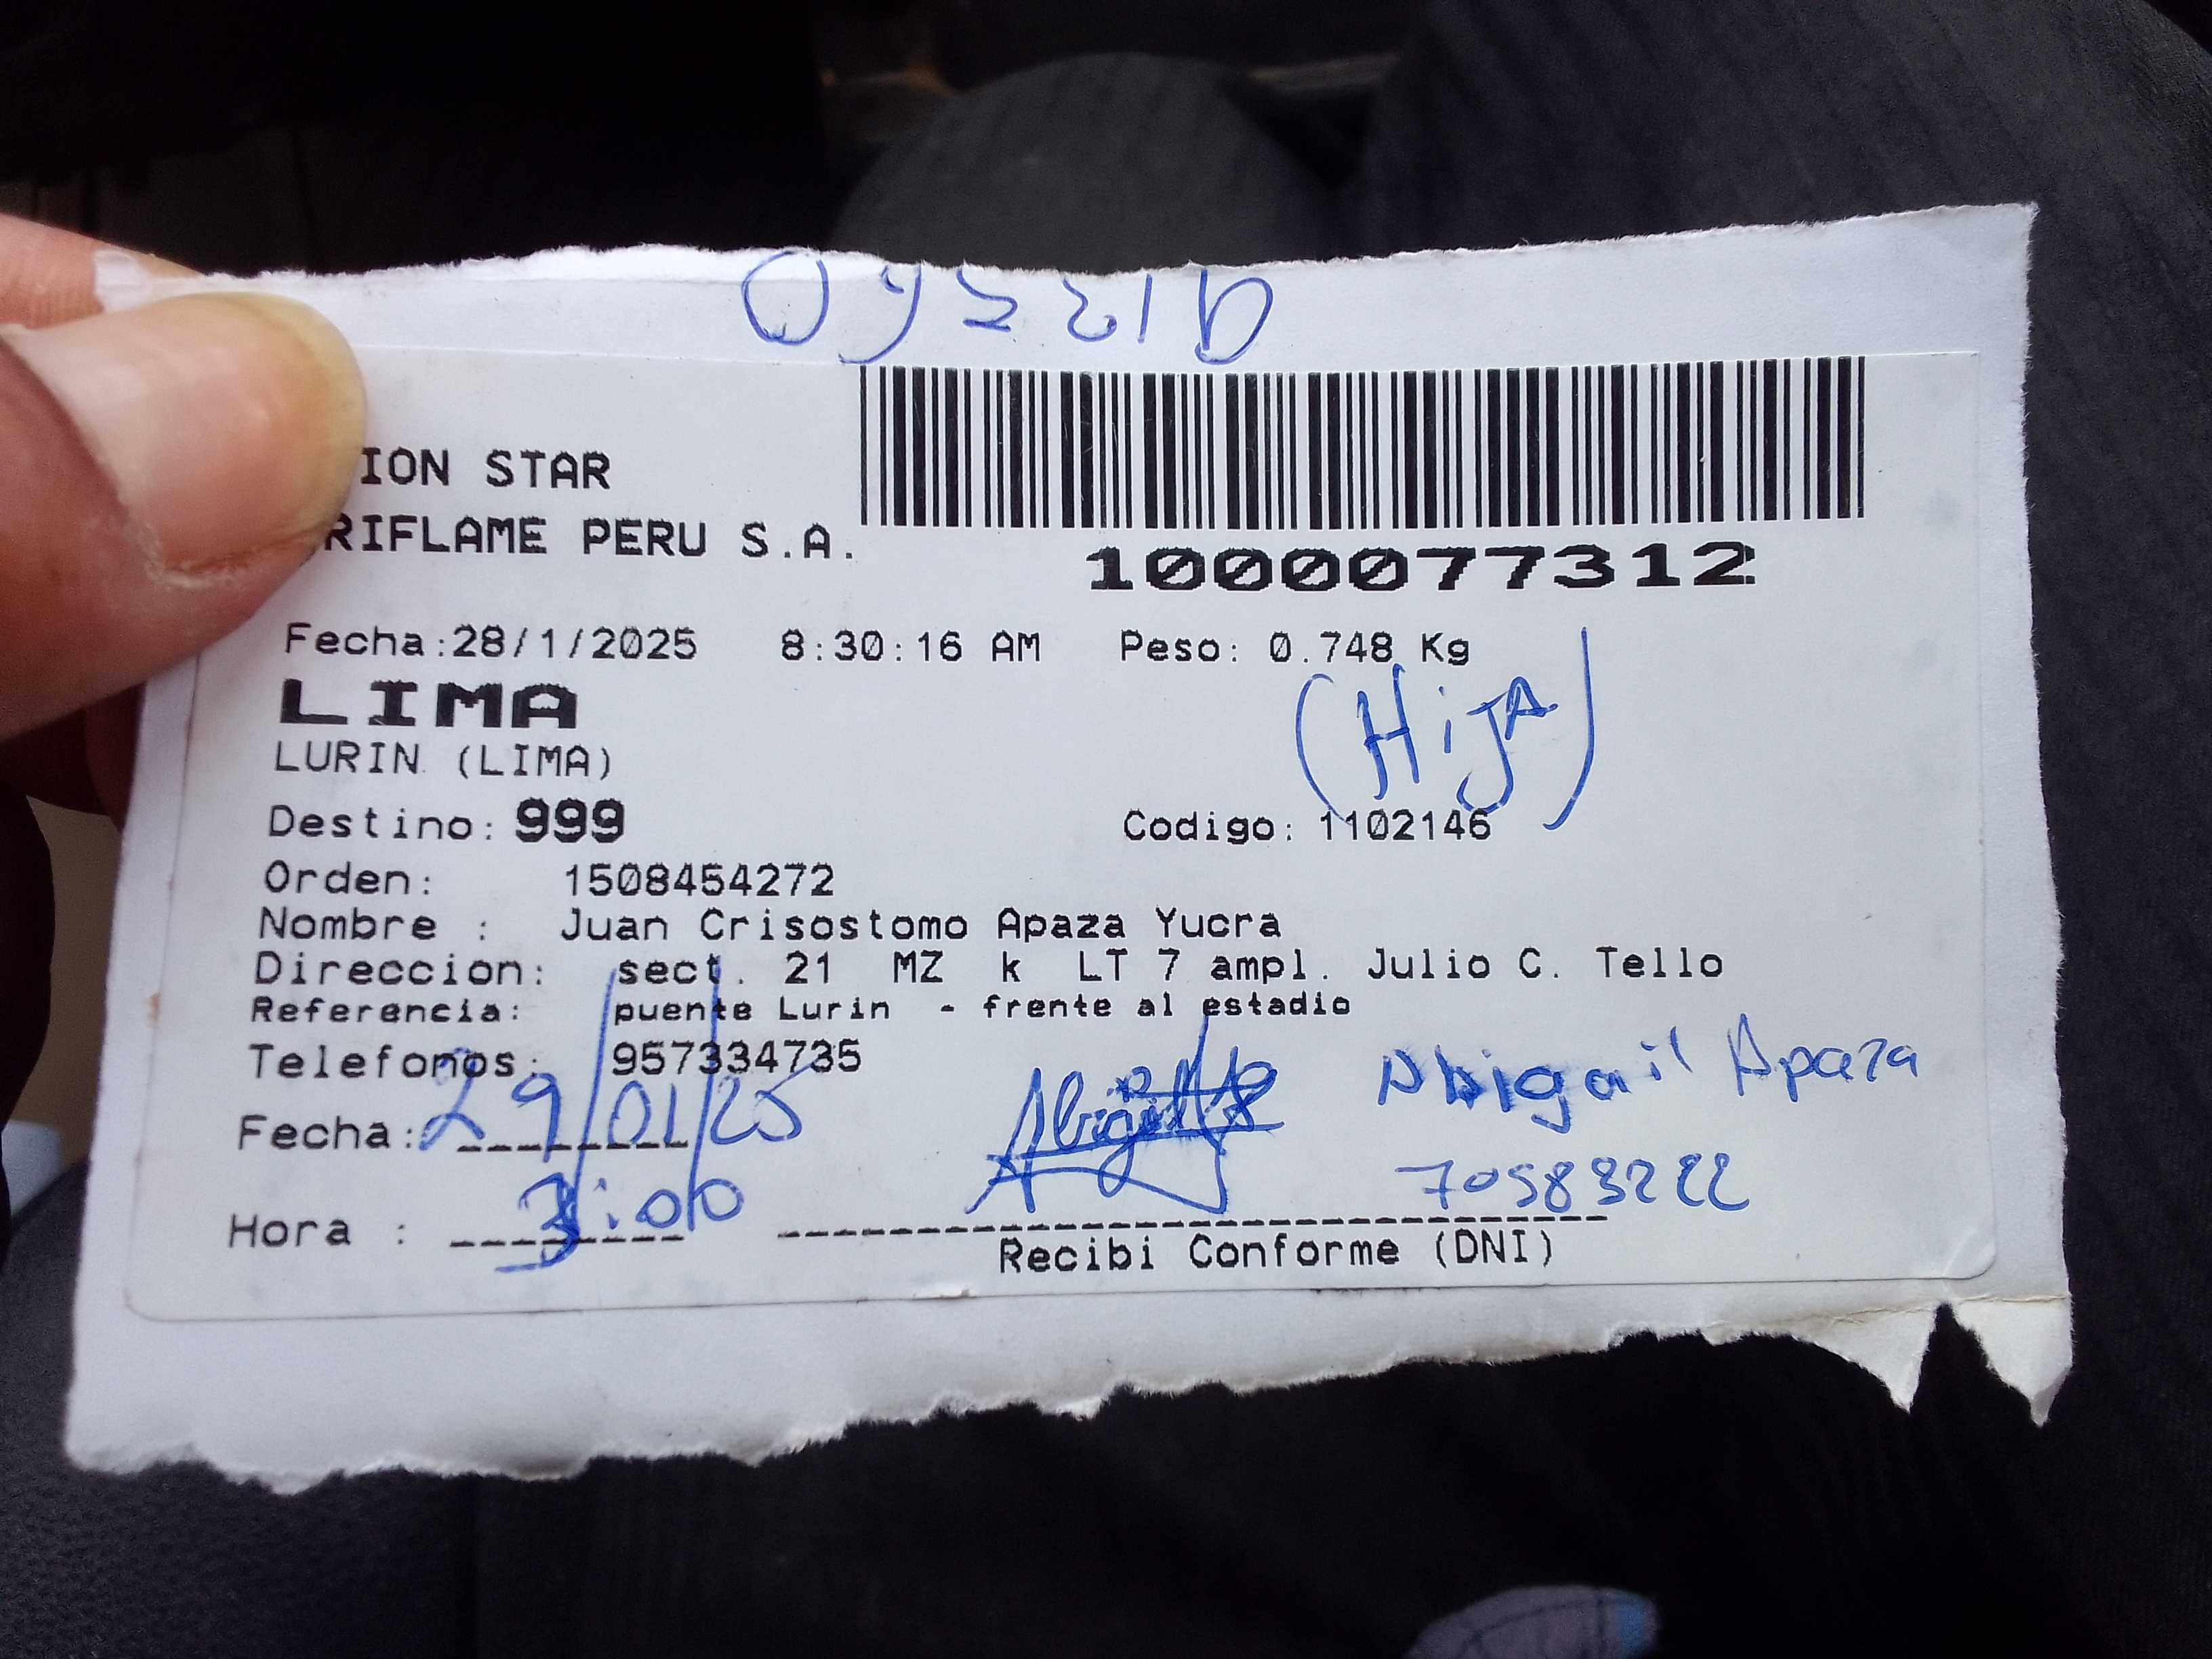 ION STAR
RIFLAME PERU S.A.
1000077312
Fecha:28/1/2025 8:30:16 AM Peso: 0.748 Kg
LIMA
(HiJA)
LURIN (LIMA)
Destino: 999 Codigo: 1102146
Orden: 1508454272
Nombre : Juan Crisostomo Apaza Yucra
Direccion: sect. 21 MZ k LT 7 ampl. Julio C. Tello
Referencia: puente Lurin - frente al estadio
Telefonos: 957334735
Abigail Apaza
Fecha: 29/01/25
70583222
Hora : 3:00
Recibi Conforme (DNI)